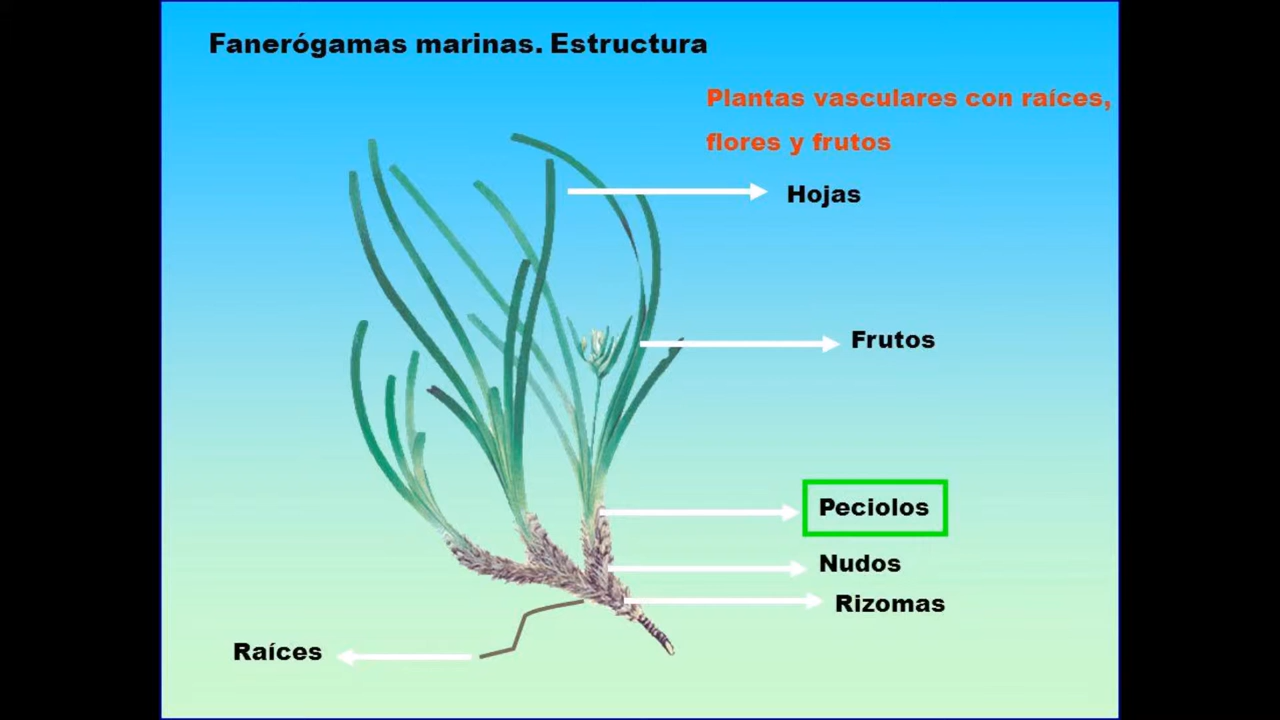 Fanerógamas marinas. Estructura
Plantas vasculares con raíces,
flores y frutos
Hojas
Frutos
Peciolos
Nudos
Rizomas
Raíces